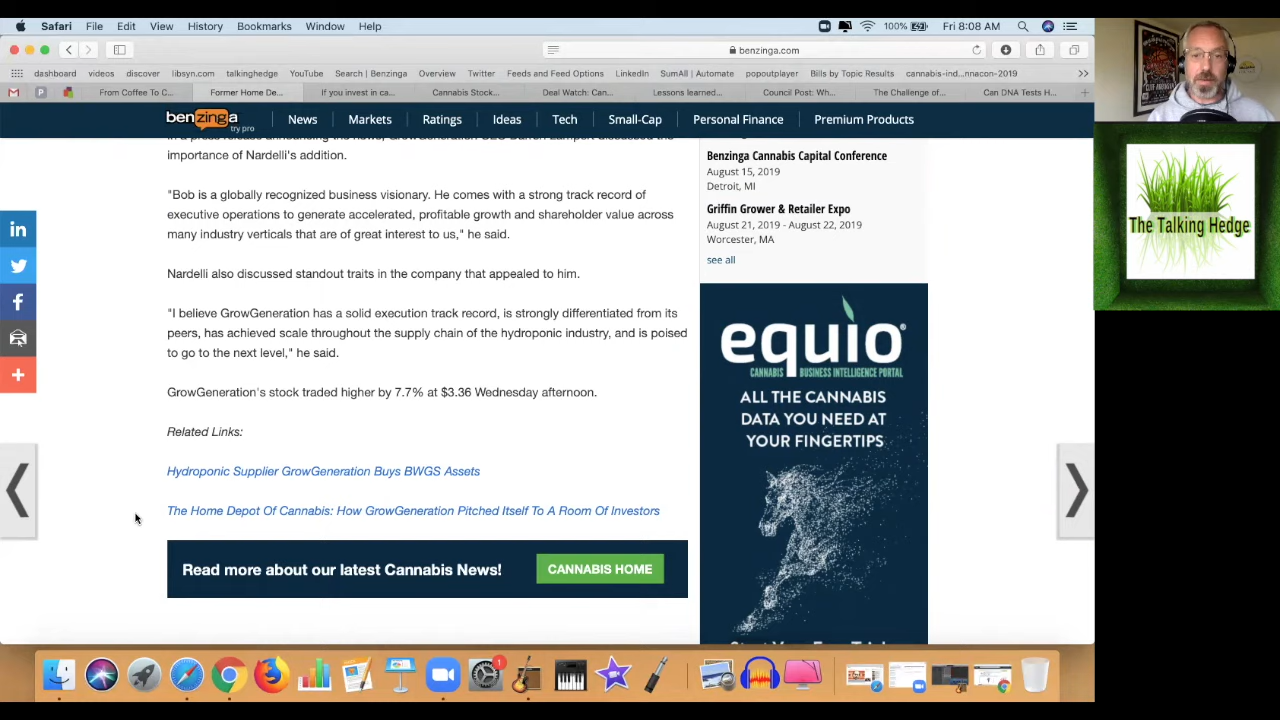 Safari File Edit View History Bookmarks Window Help
100% Fri 8:08 AM
benzinga.com
dashboard videos discover libsyn.com talkinghedge YouTube Search | Benzinga Overview Twitter Feeds and Feed Options LinkedIn SumAll | Automate popoutplayer Bills by Topic Results cannabis-ind...nnacon-2019
From Coffee To C... Former Home De... If you invest in ca... Cannabis Stock... Deal Watch: Can... Lessons learned... Council Post: Wh... The Challenge of... Can DNA Tests H...
benzinga
try pro
News Markets Ratings Ideas Tech Small-Cap Personal Finance Premium Products
importance of Nardelli's addition.
"Bob is a globally recognized business visionary. He comes with a strong track record of
executive operations to generate accelerated, profitable growth and shareholder value across
many industry verticals that are of great interest to us," he said.
Nardelli also discussed standout traits in the company that appealed to him.
"I believe GrowGeneration has a solid execution track record, is strongly differentiated from its
peers, has achieved scale throughout the supply chain of the hydroponic industry, and is poised
to go to the next level," he said.
GrowGeneration's stock traded higher by 7.7% at $3.36 Wednesday afternoon.
Related Links:
Hydroponic Supplier GrowGeneration Buys BWGS Assets
The Home Depot Of Cannabis: How GrowGeneration Pitched Itself To A Room Of Investors
Read more about our latest Cannabis News!
CANNABIS HOME
Benzinga Cannabis Capital Conference
August 15, 2019
Detroit, MI
Griffin Grower & Retailer Expo
August 21, 2019 - August 22, 2019
Worcester, MA
see all
equio®
CANNABIS BUSINESS INTELLIGENCE PORTAL
ALL THE CANNABIS
DATA YOU NEED AT
YOUR FINGERTIPS
The Talking Hedge
in
f
1